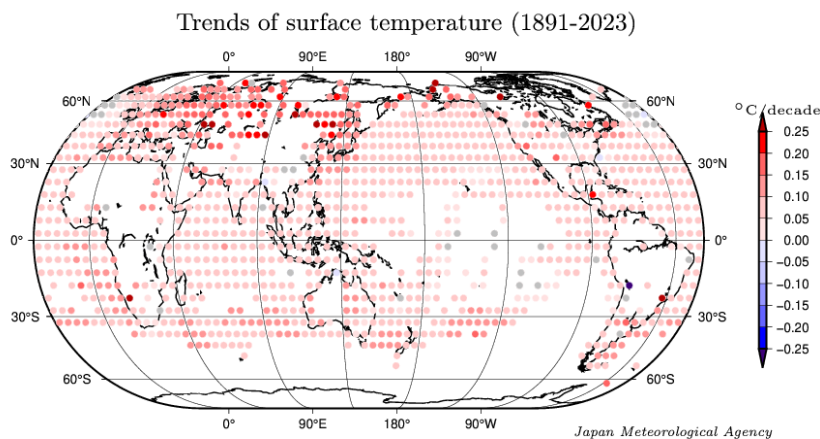 Trends of surface temperature (1891-2023)
0° 90°E 180° 90°W
60°N 60°N
°C/decade
0.25
0.20
30°N 30°N
0.15
0.10
0.05
0° 0°
0.00
−0.05
−0.10
−0.15
30°S 30°S
−0.20
−0.25
60°S 60°S
0° 90°E 180° 90°W
Japan Meteorological Agency